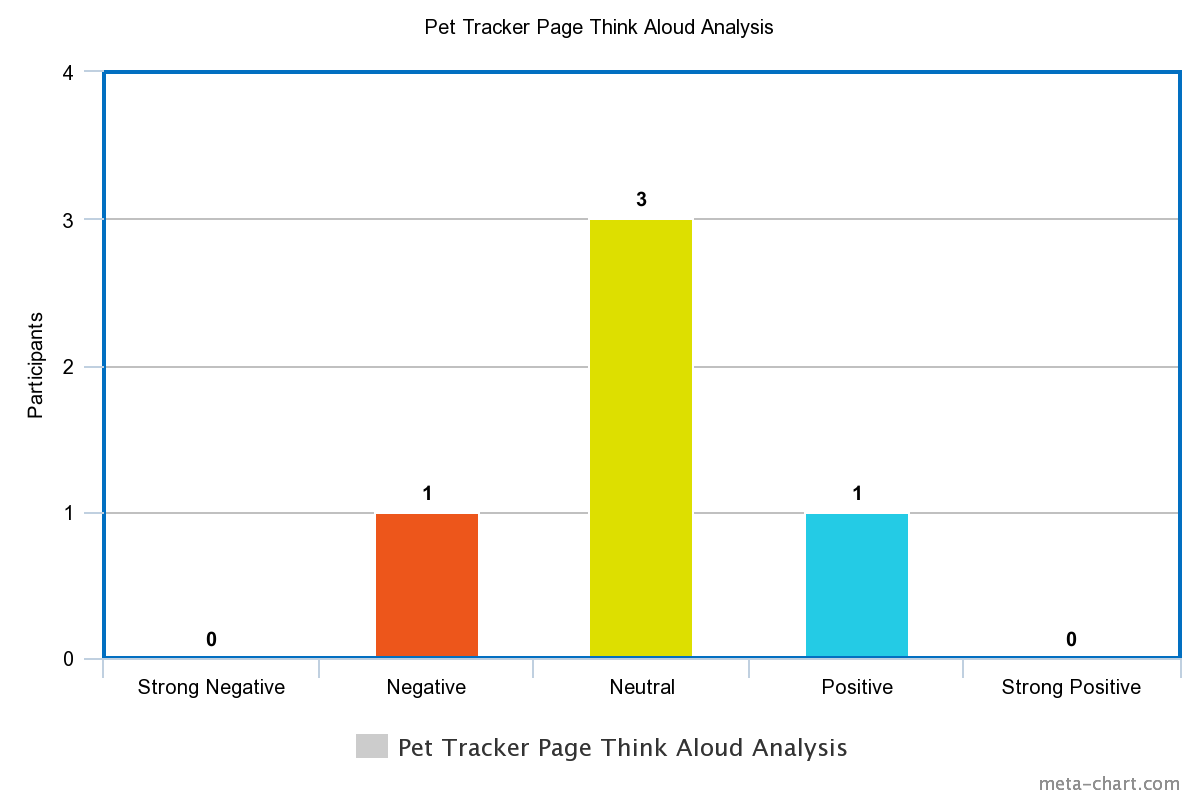 Pet Tracker Page Think Aloud Analysis
4
3
2
1
0
Participants
0
1
3
1
0
Strong Negative
Negative
Neutral
Positive
Strong Positive
Pet Tracker Page Think Aloud Analysis
meta-chart.com